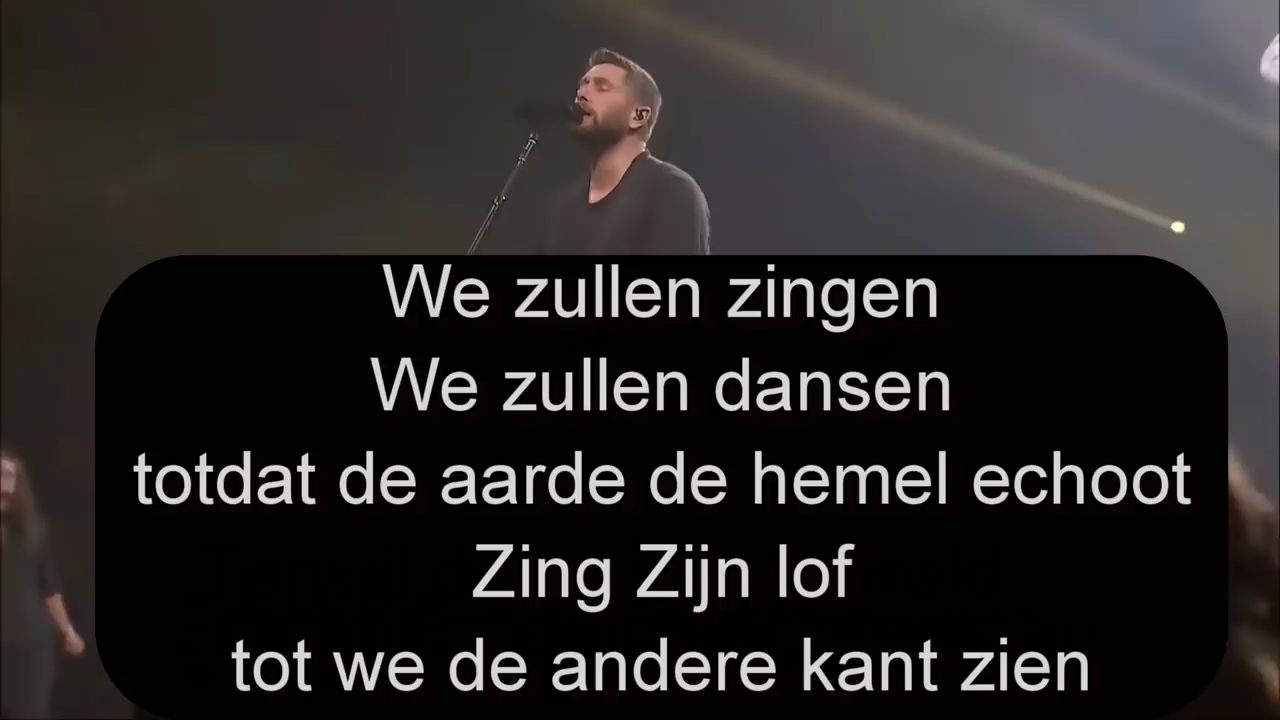 We zullen zingen
We zullen dansen
totdat de aarde de hemel echoot
Zing Zijn lof
tot we de andere kant zien